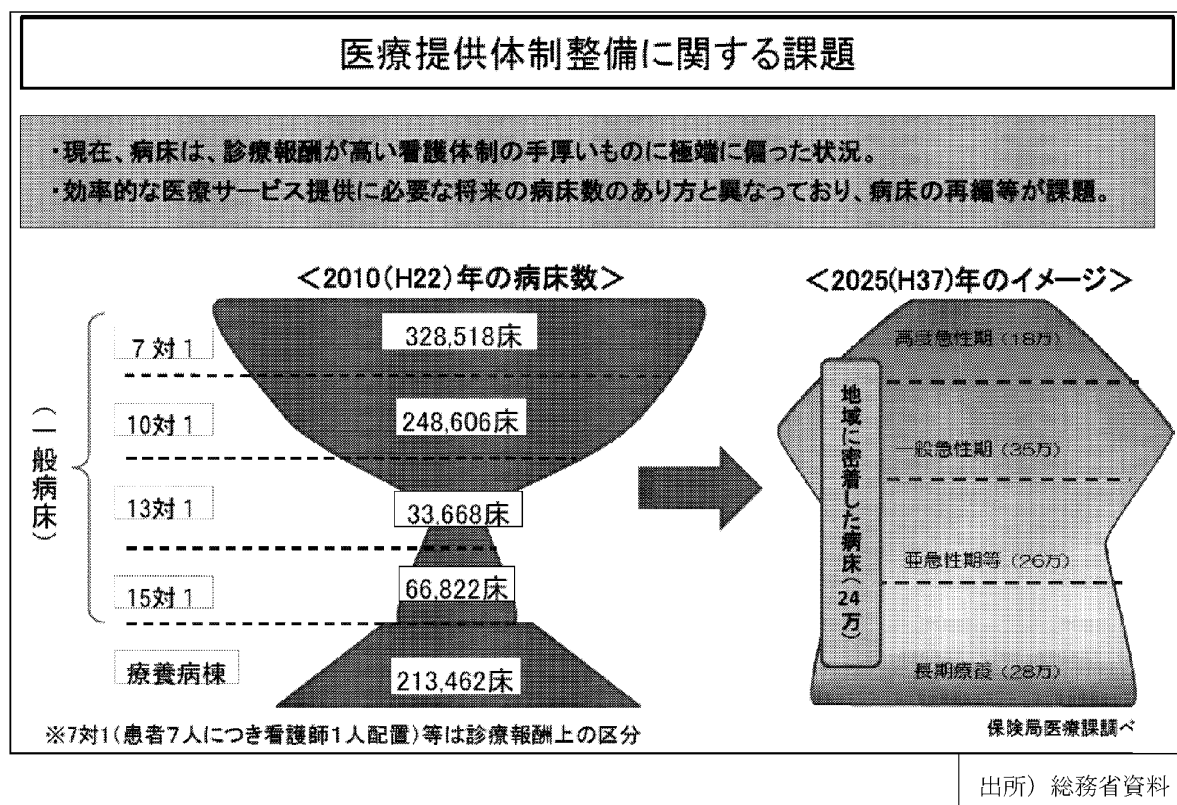 医療提供体制整備に関する課題
・現在、病床は、診療報酬が高い看護体制の手厚いものに極端に偏った状況。
・効率的な医療サービス提供に必要な将来の病床数のあり方と異なっており、病床の再編等が課題。
＜2010(H22)年の病床数＞
（一般病床）
7対1
328,518床
10対1
248,606床
13対1
33,668床
15対1
66,822床
療養病棟
213,462床
＜2025(H37)年のイメージ＞
高度急性期（18万）
一般急性期（35万）
亜急性期等（26万）
長期療養（28万）
地域に密着した病床（24万）
※7対1(患者7人につき看護師1人配置)等は診療報酬上の区分
保険局医療課調べ
出所）総務省資料